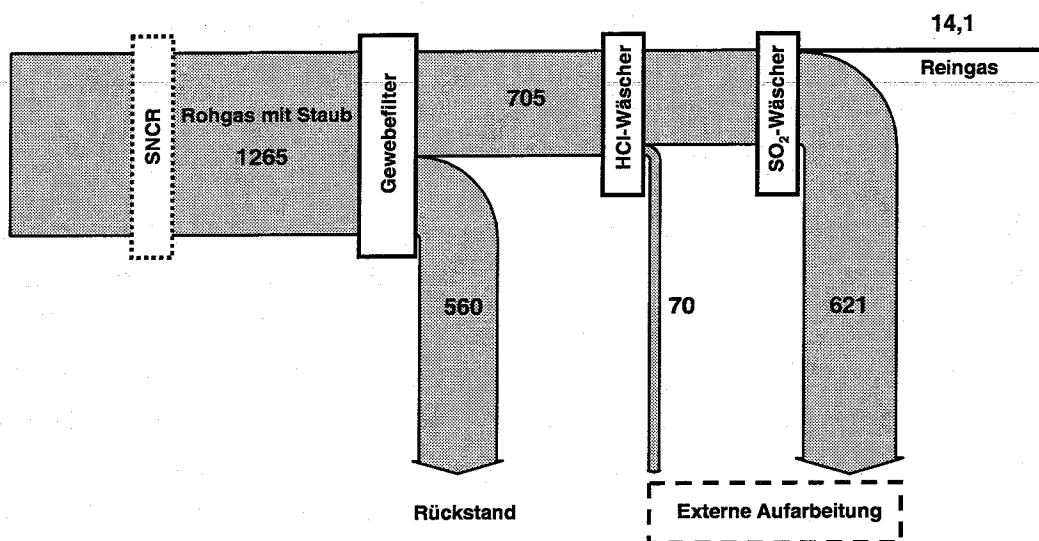 14,1
Reingas
SNCR
Rohgas mit Staub
1265
Gewebefilter
705
HCl-Wäscher
SO₂-Wäscher
560
70
621
Rückstand
Externe Aufarbeitung